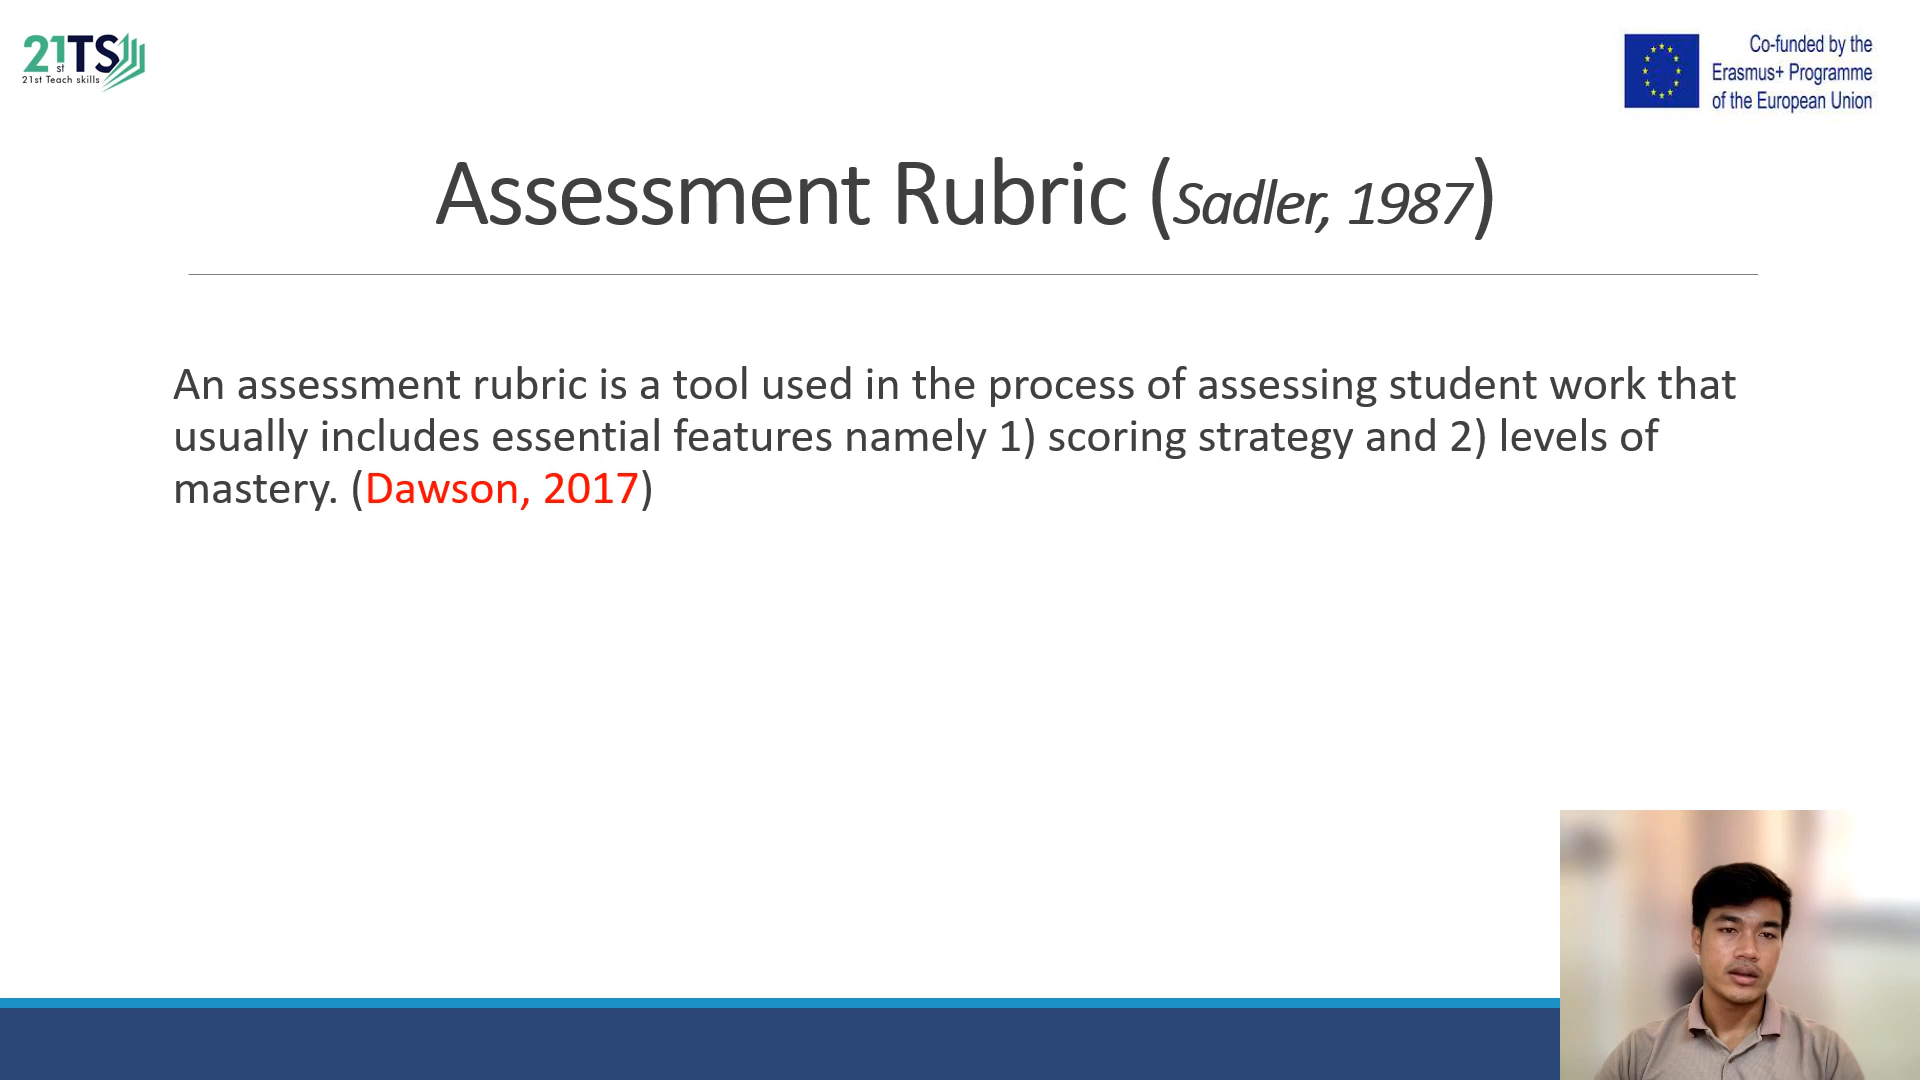 21stTS
21st Teach skills
Co-funded by the
Erasmus+ Programme
of the European Union
Assessment Rubric (Sadler, 1987)
An assessment rubric is a tool used in the process of assessing student work that
usually includes essential features namely 1) scoring strategy and 2) levels of
mastery. (Dawson, 2017)